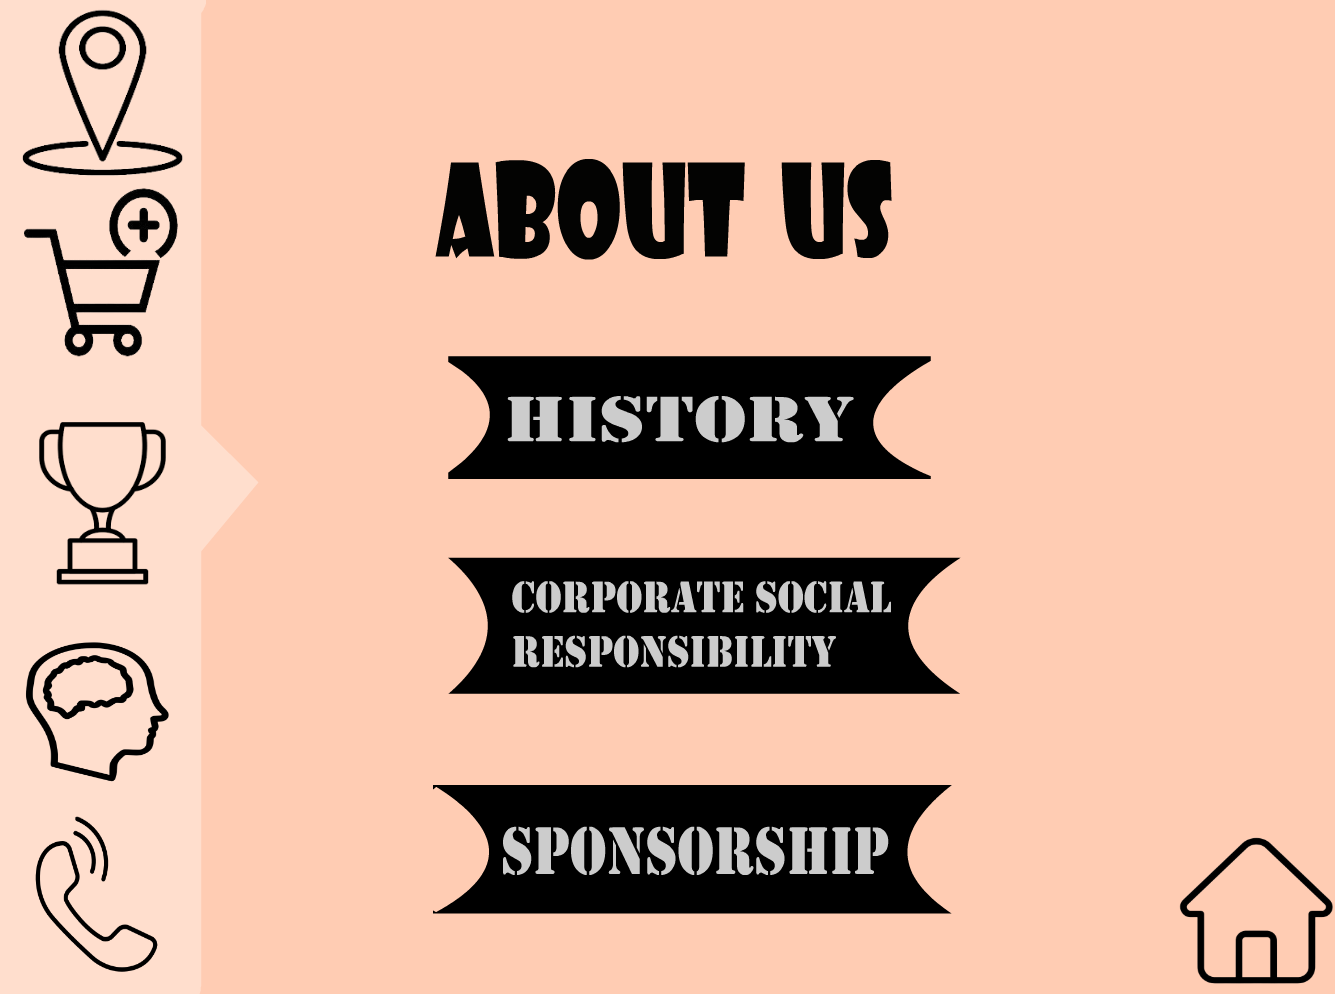 ABOUT US
HISTORY
CORPORATE SOCIAL
RESPONSIBILITY
SPONSORSHIP